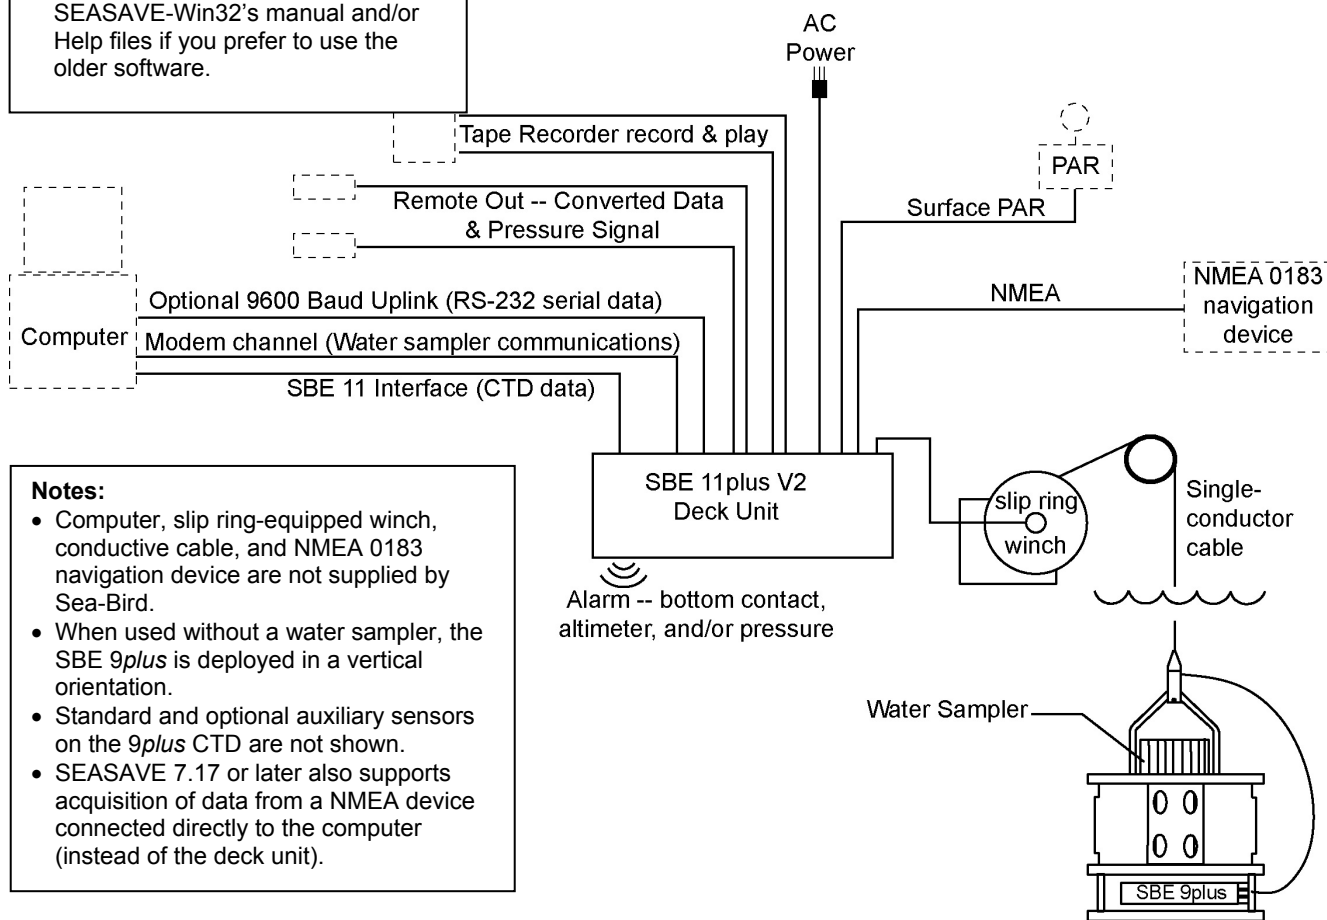 SEASAVE-Win32's manual and/or
Help files if you prefer to use the
older software.
AC
Power
Tape Recorder record & play
PAR
Remote Out -- Converted Data
& Pressure Signal
Surface PAR
NMEA 0183
navigation
device
NMEA
Optional 9600 Baud Uplink (RS-232 serial data)
Computer
Modem channel (Water sampler communications)
SBE 11 Interface (CTD data)
SBE 11plus V2
Deck Unit
slip ring
winch
Single-
conductor
cable
Alarm -- bottom contact,
altimeter, and/or pressure
Water Sampler
SBE 9plus
Notes:
• Computer, slip ring-equipped winch,
conductive cable, and NMEA 0183
navigation device are not supplied by
Sea-Bird.
• When used without a water sampler, the
SBE 9plus is deployed in a vertical
orientation.
• Standard and optional auxiliary sensors
on the 9plus CTD are not shown.
• SEASAVE 7.17 or later also supports
acquisition of data from a NMEA device
connected directly to the computer
(instead of the deck unit).